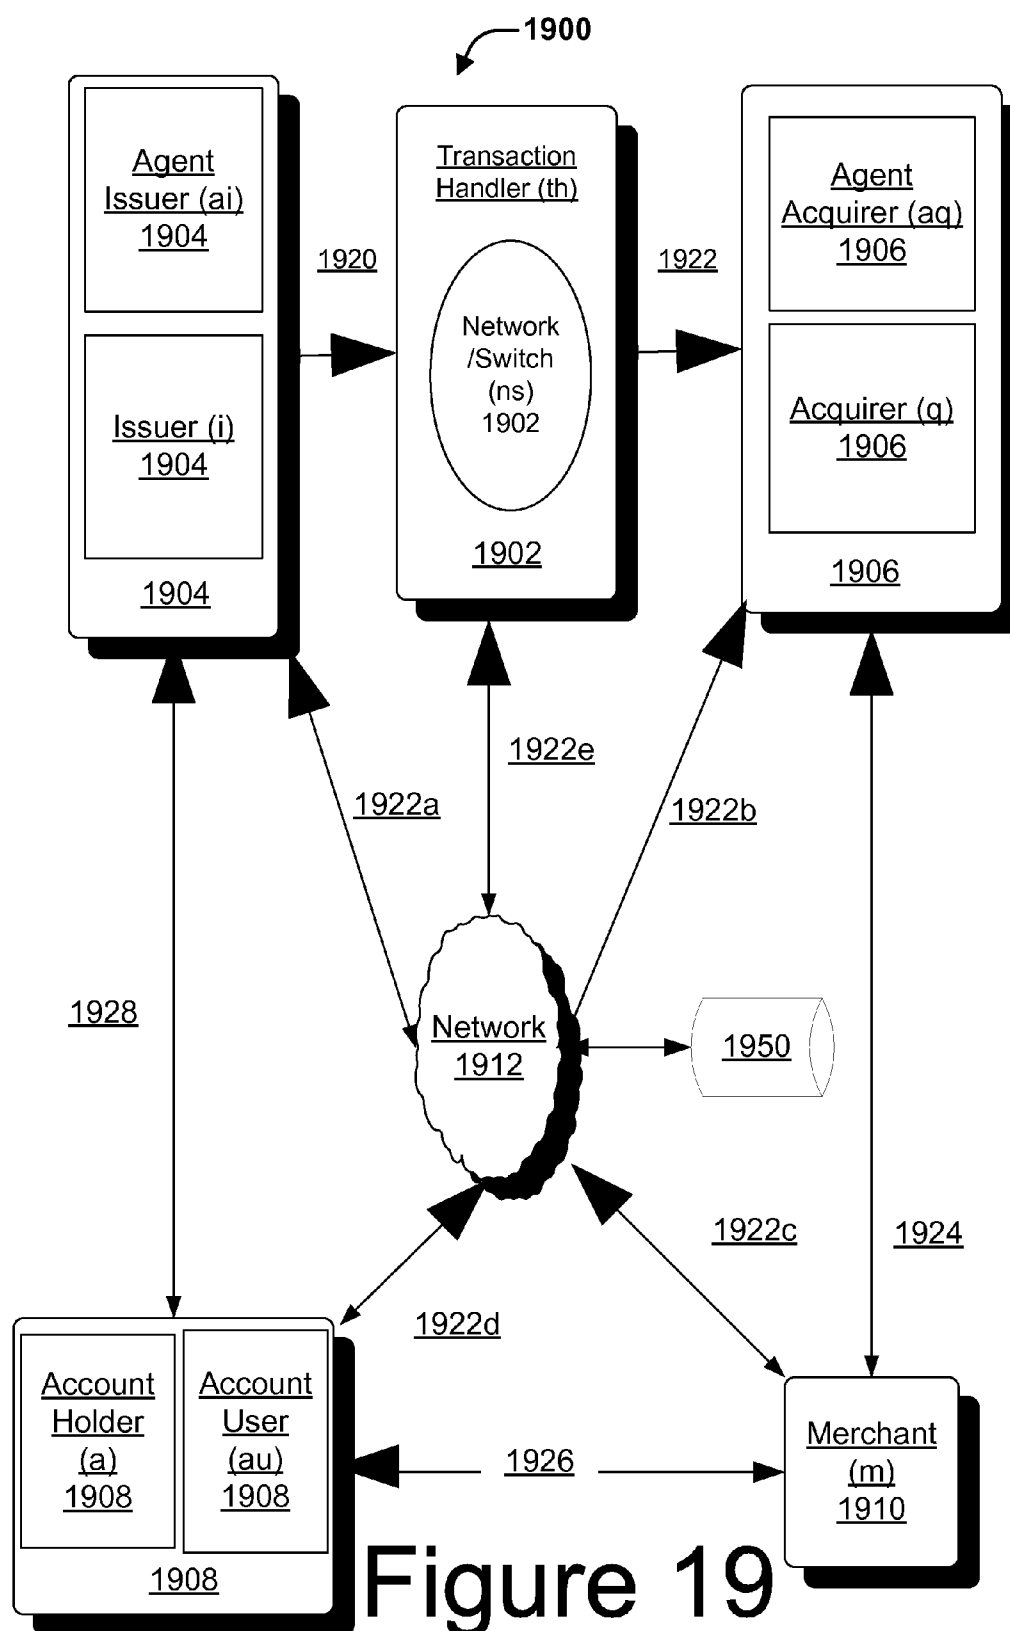 1900
Agent
Issuer (ai)
1904
Issuer (i)
1904
1904
1920
Transaction
Handler (th)
Network
/Switch
(ns)
1902
1902
1922
Agent
Acquirer (aq)
1906
Acquirer (q)
1906
1906
1922e
1922a
1922b
1928
Network
1912
1950
1922c
1924
1922d
Account
Holder
(a)
1908
Account
User
(au)
1908
1908
1926
Merchant
(m)
1910
Figure 19